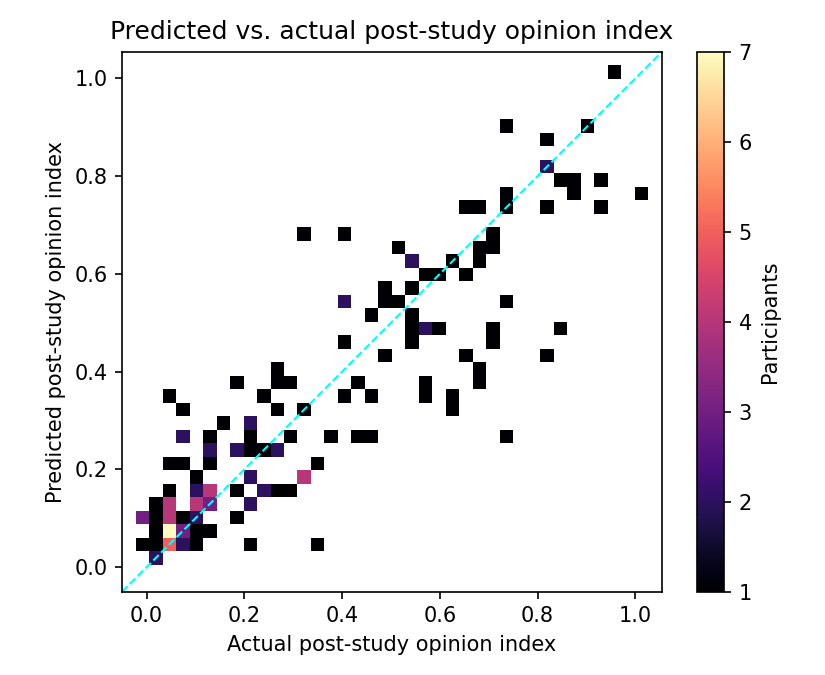 Predicted vs. actual post-study opinion index
Predicted post-study opinion index
1.0
0.8
0.6
0.4
0.2
0.0
0.0 0.2 0.4 0.6 0.8 1.0
Actual post-study opinion index
7
6
5
4
3
2
1
Participants